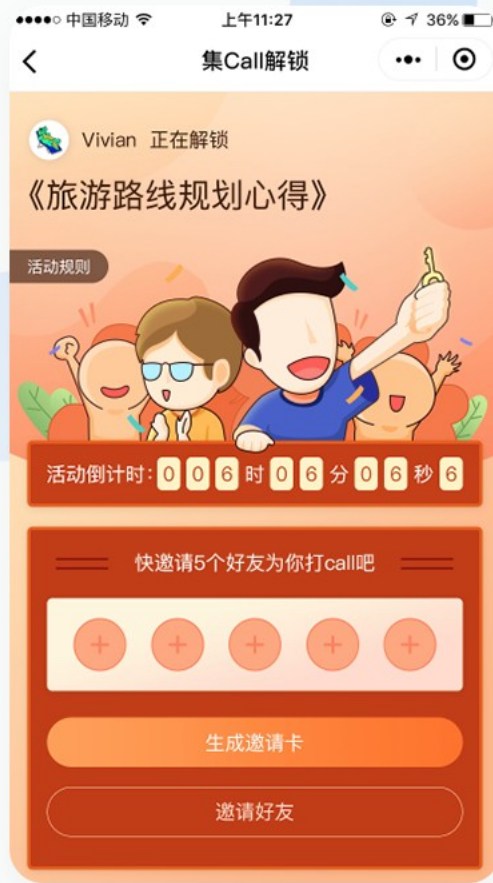 中国移动 上午11:27 36%
集Call解锁
Vivian 正在解锁
《旅游路线规划心得》
活动规则
活动倒计时:006时06分06秒6
快邀请5个好友为你打call吧
生成邀请卡
邀请好友